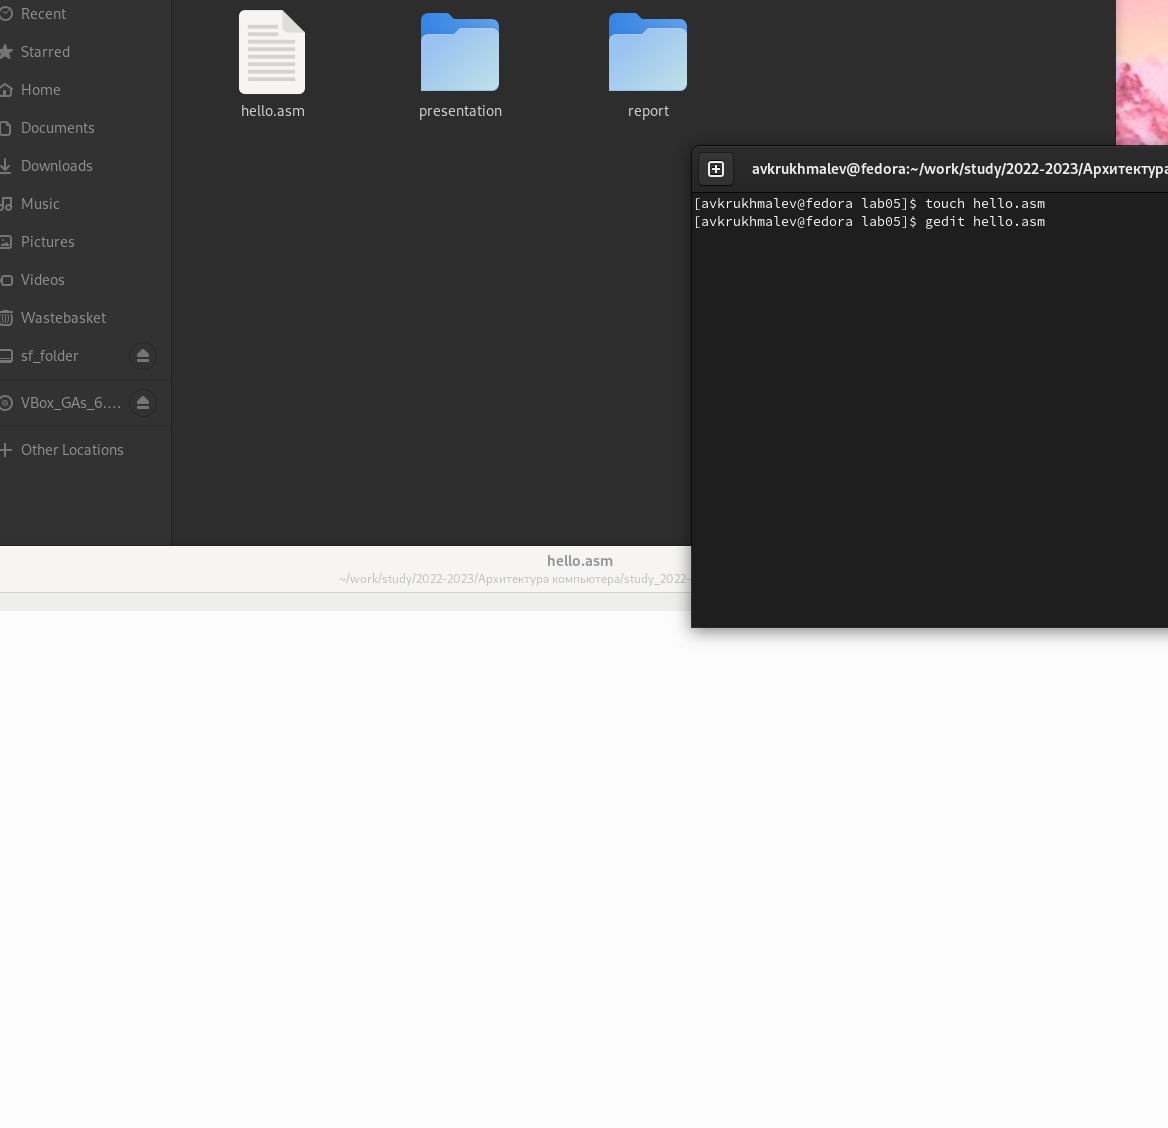 Recent
Starred
Home
Documents
Downloads
Music
Pictures
Videos
Wastebasket
sf_folder
VBox_GAs_6....
Other Locations
hello.asm
presentation
report
avkrukhmalev@fedora:~/work/study/2022-2023/Архитектура
[avkrukhmalev@fedora lab05]$ touch hello.asm
[avkrukhmalev@fedora lab05]$ gedit hello.asm
hello.asm
~/work/study/2022-2023/Архитектура компьютера/study_2022-